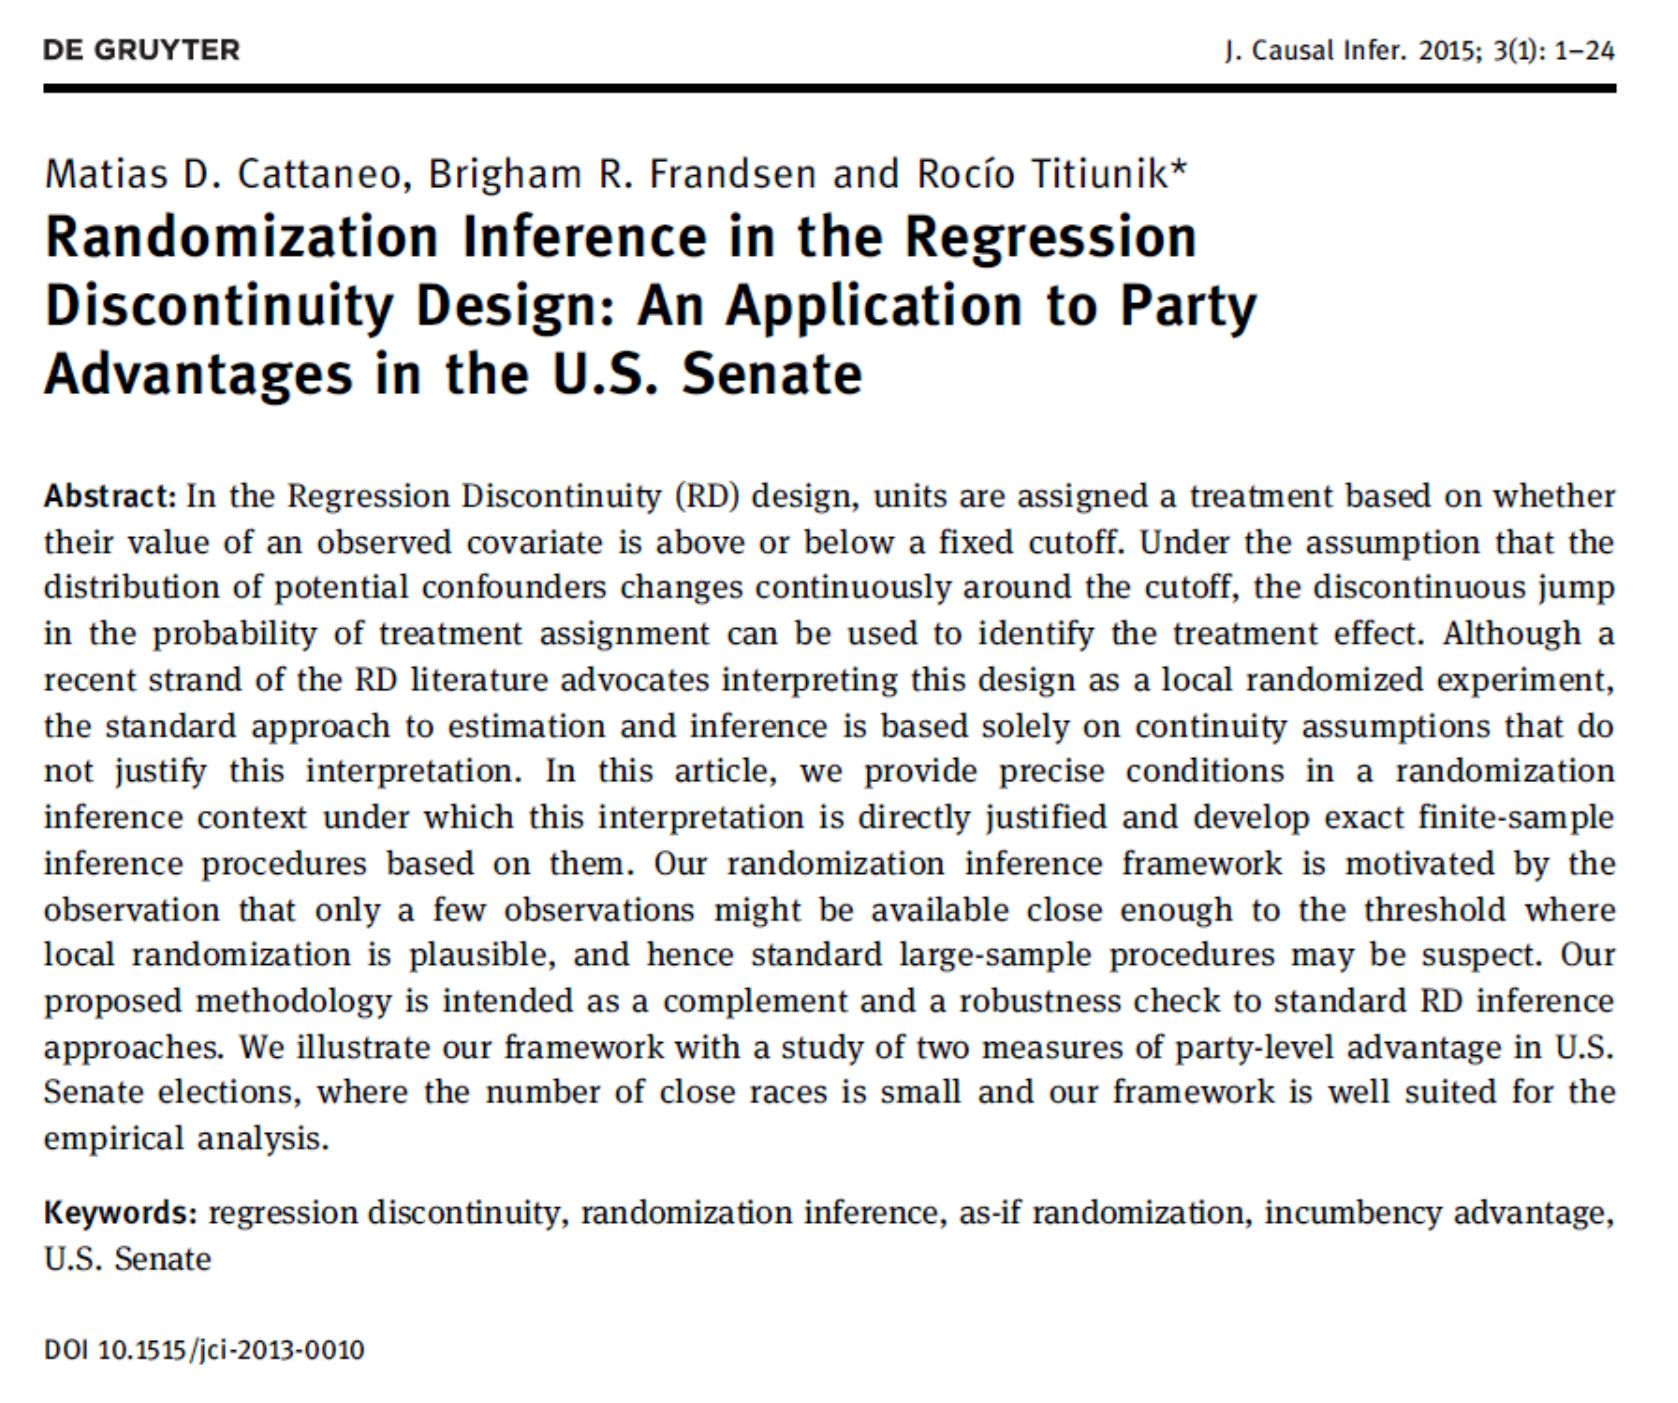 DE GRUYTER
J. Causal Infer. 2015; 3(1): 1–24
Matias D. Cattaneo, Brigham R. Frandsen and Rocío Titiunik*
Randomization Inference in the Regression
Discontinuity Design: An Application to Party
Advantages in the U.S. Senate
Abstract: In the Regression Discontinuity (RD) design, units are assigned a treatment based on whether
their value of an observed covariate is above or below a fixed cutoff. Under the assumption that the
distribution of potential confounders changes continuously around the cutoff, the discontinuous jump
in the probability of treatment assignment can be used to identify the treatment effect. Although a
recent strand of the RD literature advocates interpreting this design as a local randomized experiment,
the standard approach to estimation and inference is based solely on continuity assumptions that do
not justify this interpretation. In this article, we provide precise conditions in a randomization
inference context under which this interpretation is directly justified and develop exact finite-sample
inference procedures based on them. Our randomization inference framework is motivated by the
observation that only a few observations might be available close enough to the threshold where
local randomization is plausible, and hence standard large-sample procedures may be suspect. Our
proposed methodology is intended as a complement and a robustness check to standard RD inference
approaches. We illustrate our framework with a study of two measures of party-level advantage in U.S.
Senate elections, where the number of close races is small and our framework is well suited for the
empirical analysis.
Keywords: regression discontinuity, randomization inference, as-if randomization, incumbency advantage,
U.S. Senate
DOI 10.1515/jci-2013-0010